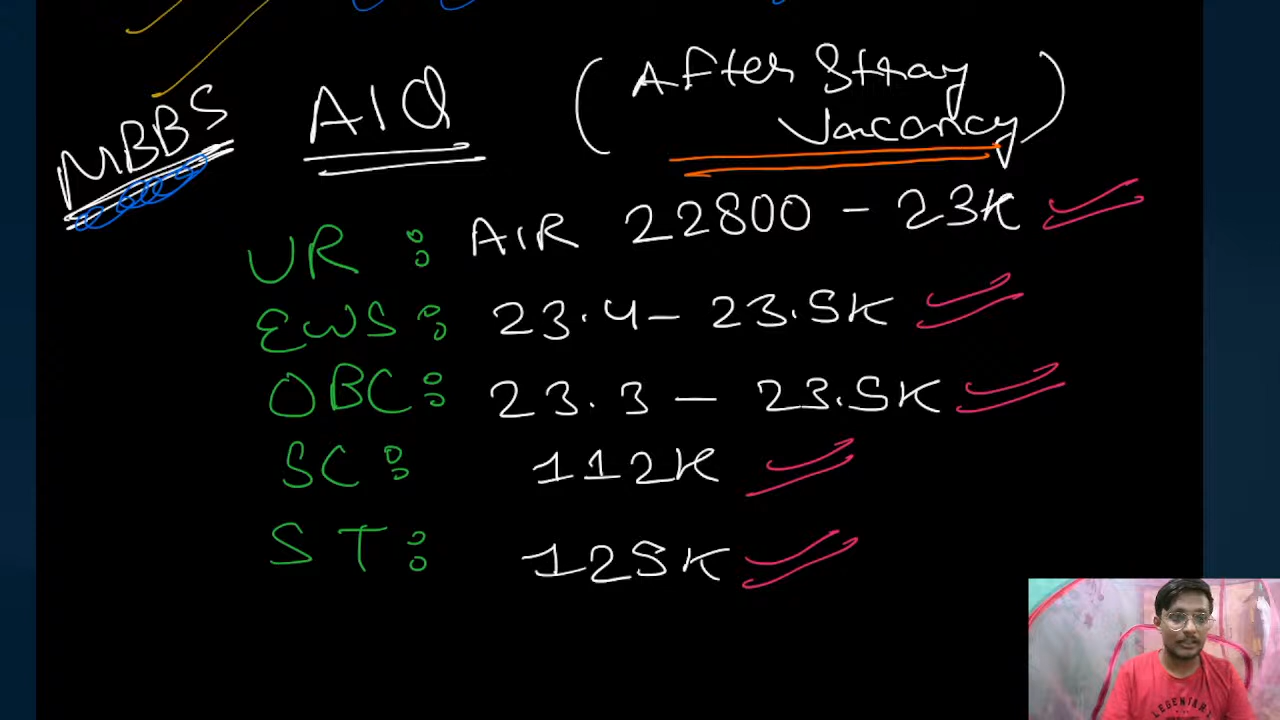 MBBS AIQ (After Stray
Vacancy)
UR : AIR 22800 - 23K
EWS : 23.4 - 23.5K
OBC : 23.3 - 23.5K
SC : 112K
ST : 125K
LEGENDARY